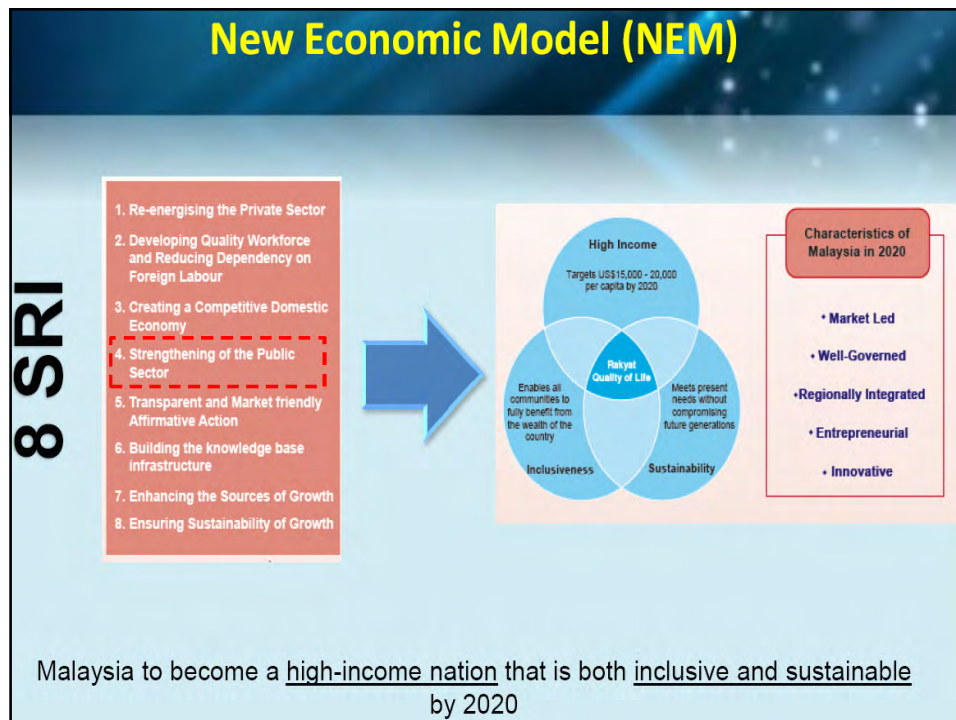 New Economic Model (NEM)
8 SRI
1. Re-energising the Private Sector
2. Developing Quality Workforce
and Reducing Dependency on
Foreign Labour
3. Creating a Competitive Domestic
Economy
4. Strengthening of the Public
Sector
5. Transparent and Market friendly
Affirmative Action
6. Building the knowledge base
infrastructure
7. Enhancing the Sources of Growth
8. Ensuring Sustainability of Growth
High Income
Targets US$15,000 - 20,000
per capita by 2020
Rakyat
Quality of Life
Enables all
communities to
fully benefit from
the wealth of the
country
Inclusiveness
Meets present
needs without
compromising
future generations
Sustainability
Characteristics of
Malaysia in 2020
• Market Led
• Well-Governed
•Regionally Integrated
• Entrepreneurial
• Innovative
Malaysia to become a high-income nation that is both inclusive and sustainable
by 2020